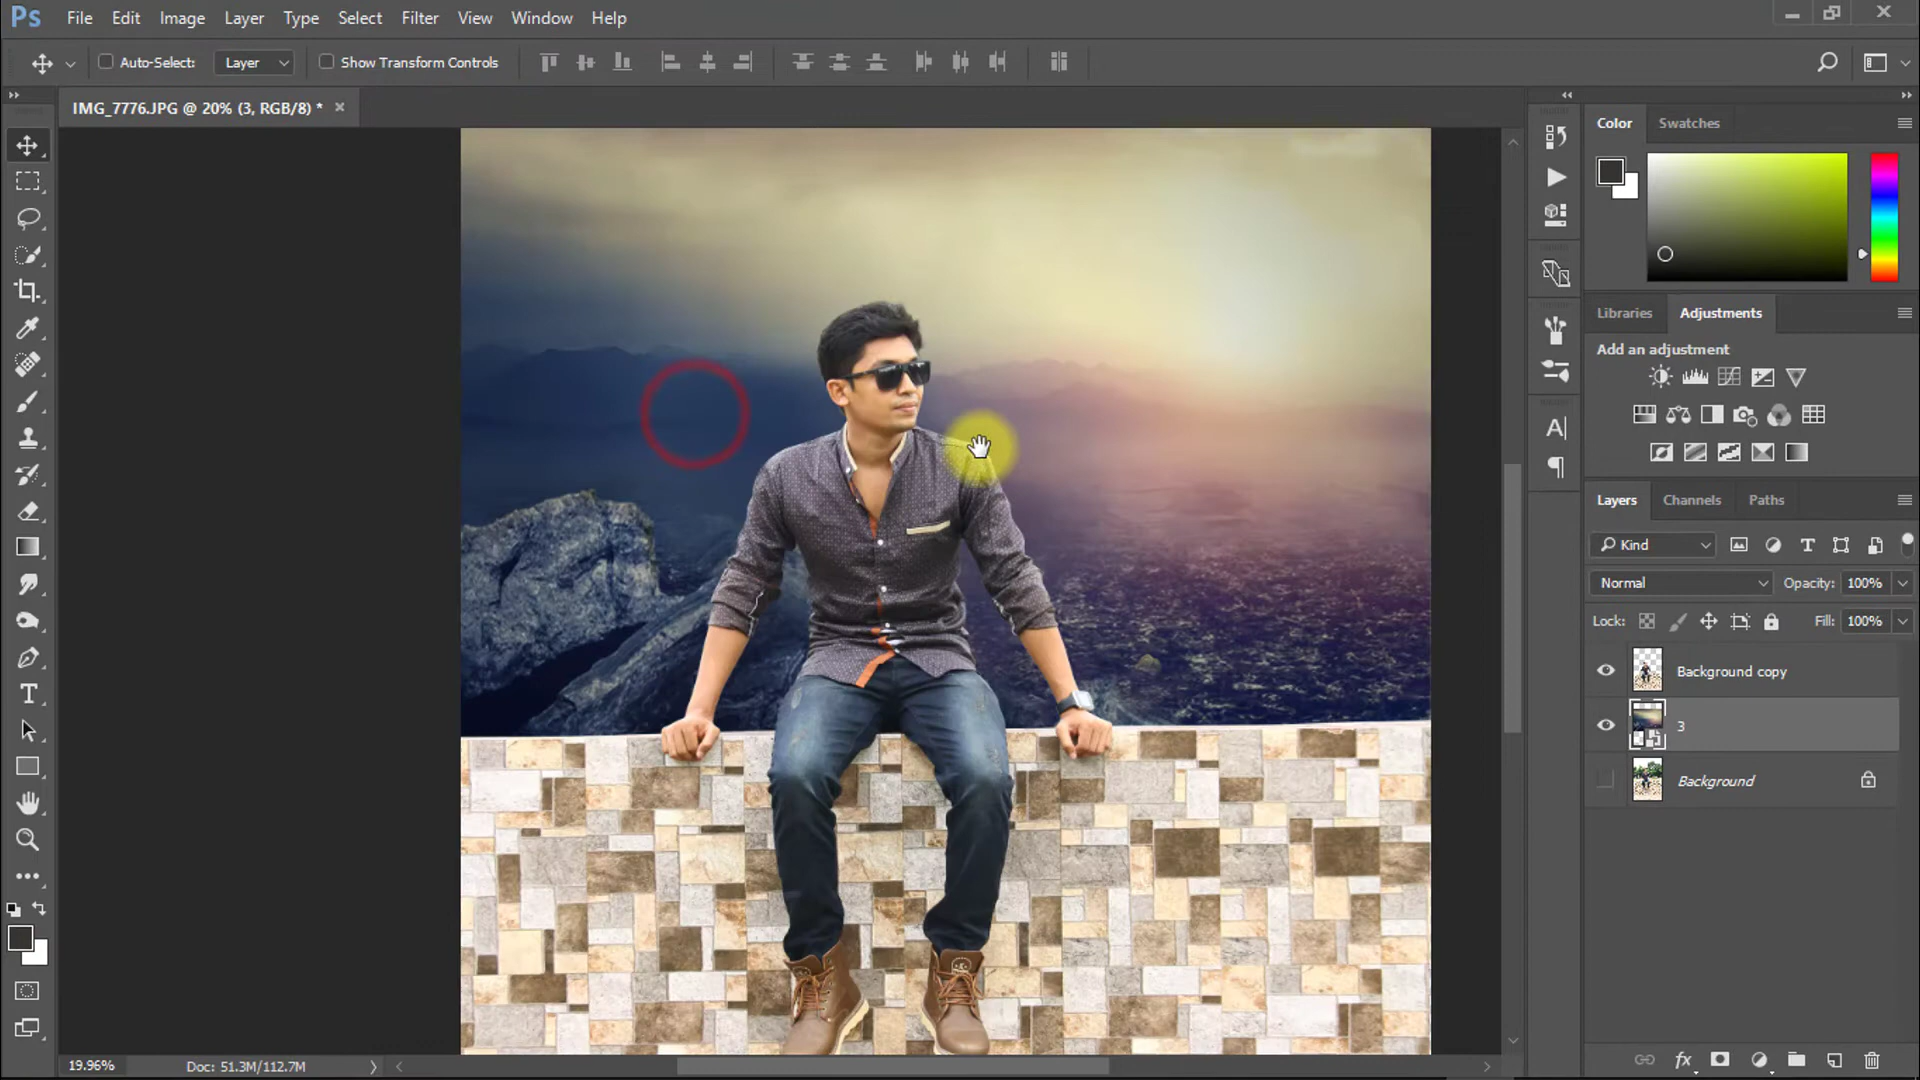 Ps File Edit Image Layer Type Select Filter View Window Help
Auto-Select: Layer Show Transform Controls
IMG_7776.JPG @ 20% (3, RGB/8) * ×
Color Swatches
Libraries Adjustments
Add an adjustment
Layers Channels Paths
Kind
Normal Opacity: 100%
Lock: Fill: 100%
Background copy
3
Background
19.96% Doc: 51.3M/112.7M